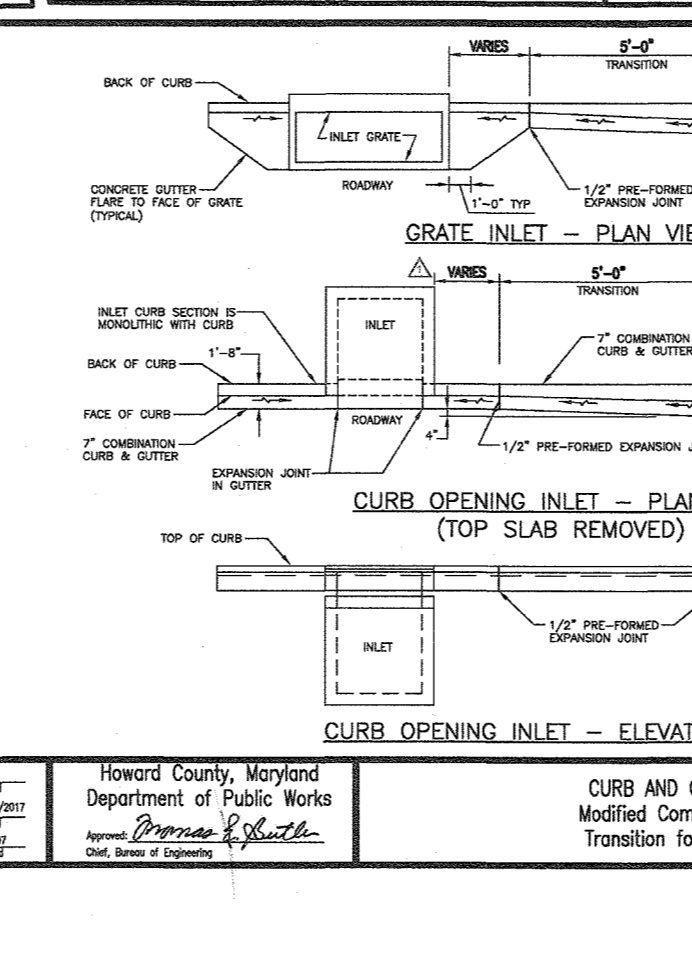 VARIES
5'-0"
TRANSITION
BACK OF CURB
INLET GRATE
CONCRETE GUTTER
FLARE TO FACE OF GRATE
(TYPICAL)
ROADWAY
1'-0" TYP
1/2" PRE-FORMED
EXPANSION JOINT
GRATE INLET - PLAN VIE
VARIES
5'-0"
TRANSITION
INLET CURB SECTION IS
MONOLITHIC WITH CURB
INLET
7" COMBINATION
CURB & GUTTER
BACK OF CURB
1'-8"
FACE OF CURB
ROADWAY
4"
7" COMBINATION
CURB & GUTTER
1/2" PRE-FORMED EXPANSION J
EXPANSION JOINT
IN GUTTER
CURB OPENING INLET - PLAN
(TOP SLAB REMOVED)
TOP OF CURB
1/2" PRE-FORMED
EXPANSION JOINT
INLET
CURB OPENING INLET - ELEVAT
/2017
Howard County, Maryland
Department of Public Works
Approved: Thomas E. Butler
Chief, Bureau of Engineering
CURB AND
Modified Com
Transition fo